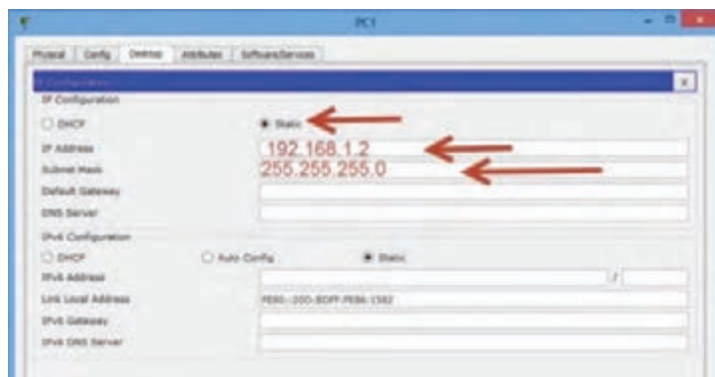 PC1
Physical Config Desktop Attributes Software/Services
IP Configuration
IP Configuration
DHCP Static
IP Address 192.168.1.2
Subnet Mask 255.255.255.0
Default Gateway
DNS Server
IPv6 Configuration
DHCP Auto Config Static
IPv6 Address /
Link Local Address
IPv6 Gateway
IPv6 DNS Server